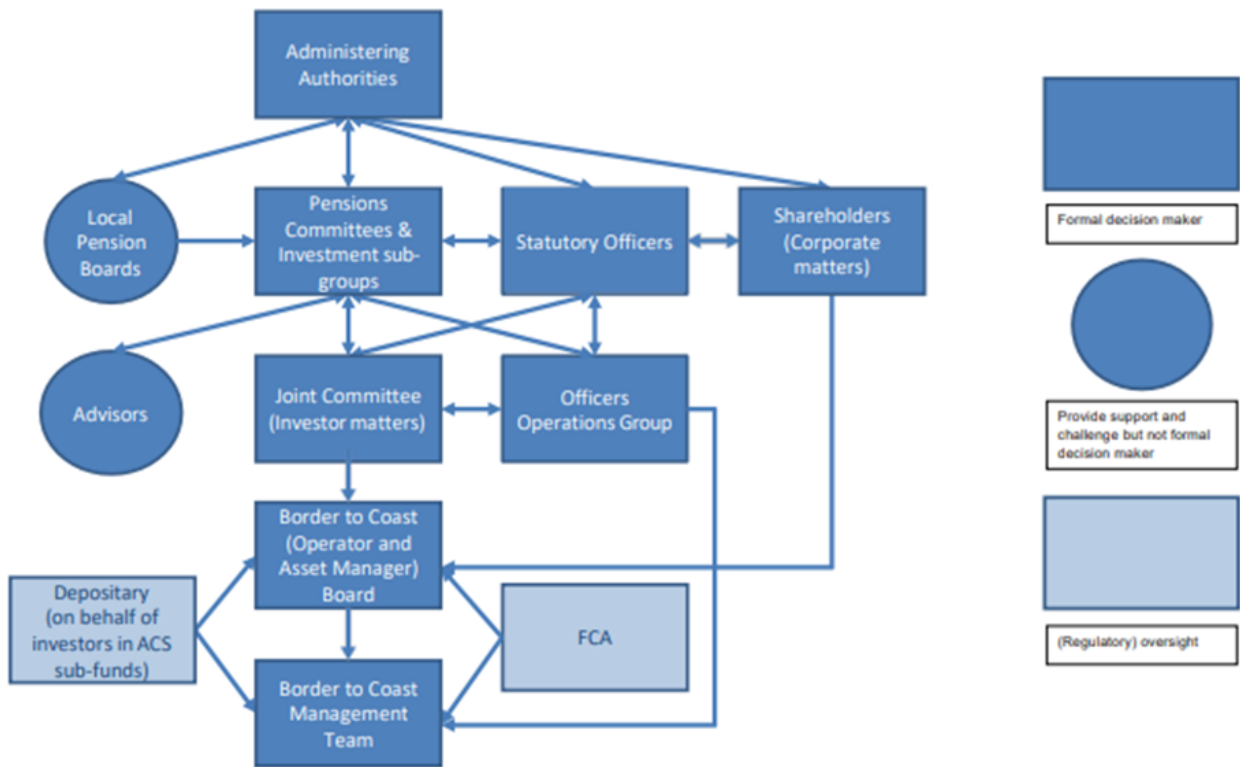 Administering
Authorities
Local
Pension
Boards
Pensions
Committees &
Investment sub-
groups
Statutory Officers
Shareholders
(Corporate
matters)
Formal decision maker
Advisors
Joint Committee
(Investor matters)
Officers
Operations Group
Provide support and
challenge but not formal
decision maker
Border to Coast
(Operator and
Asset Manager)
Board
Depositary
(on behalf of
investors in ACS
sub-funds)
FCA
(Regulatory) oversight
Border to Coast
Management
Team